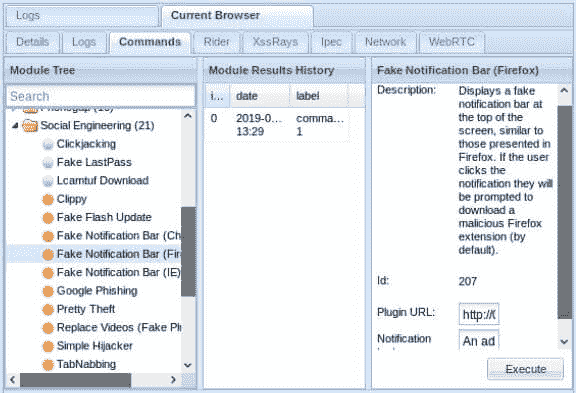 Logs
Current Browser
Details
Logs
Commands
Rider
XssRays
Ipec
Network
WebRTC
Module Tree
Search
Social Engineering (21)
Clickjacking
Fake LastPass
Lcamtuf Download
Clippy
Fake Flash Update
Fake Notification Bar (Ch
Fake Notification Bar (Fire
Fake Notification Bar (IE)
Google Phishing
Pretty Theft
Replace Videos (Fake Plu
Simple Hijacker
TabNabbing
Module Results History
i... date label
0 2019-0... comma...
13:29 1
Fake Notification Bar (Firefox)
Description: Displays a fake
notification bar at
the top of the
screen, similar to
those presented in
Firefox. If the user
clicks the
notification they will
be prompted to
download a
malicious Firefox
extension (by
default).
Id: 207
Plugin URL: http://0
Notification An ad
Execute